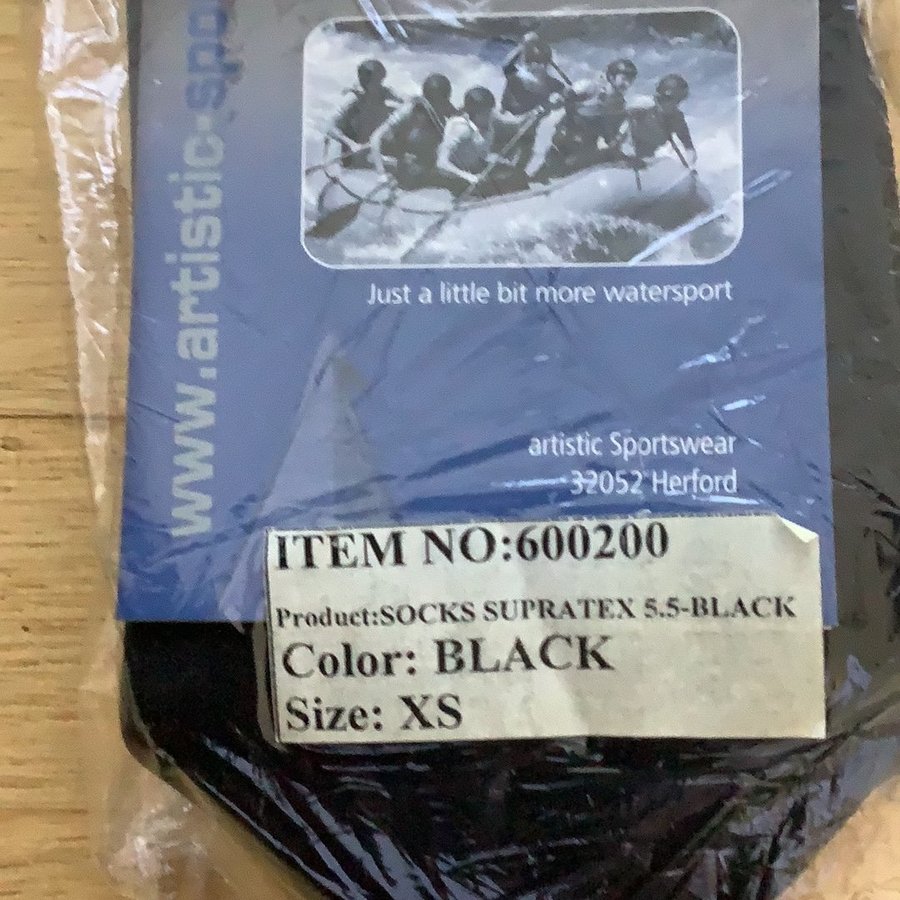 www.artistic-spo
Just a little bit more watersport
artistic Sportswear
32052 Herford
ITEM NO:600200
Product:SOCKS SUPRATEX 5.5-BLACK
Color: BLACK
Size: XS